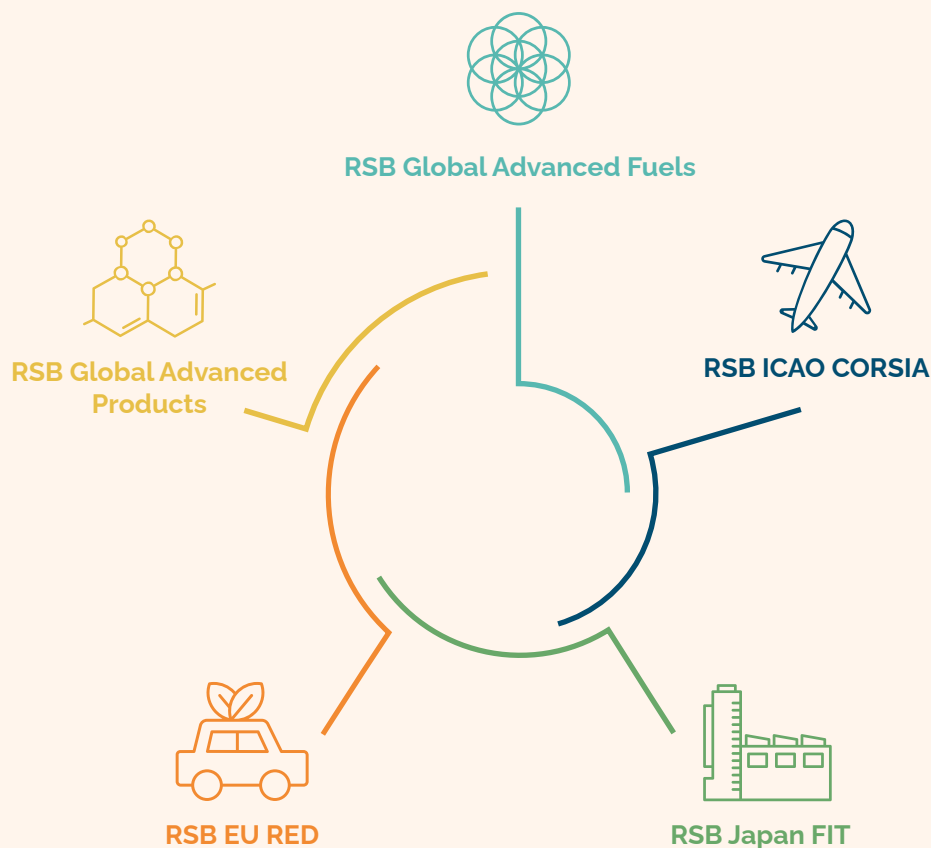 RSB Global Advanced Fuels
RSB Global Advanced
Products
RSB ICAO CORSIA
RSB EU RED
RSB Japan FIT